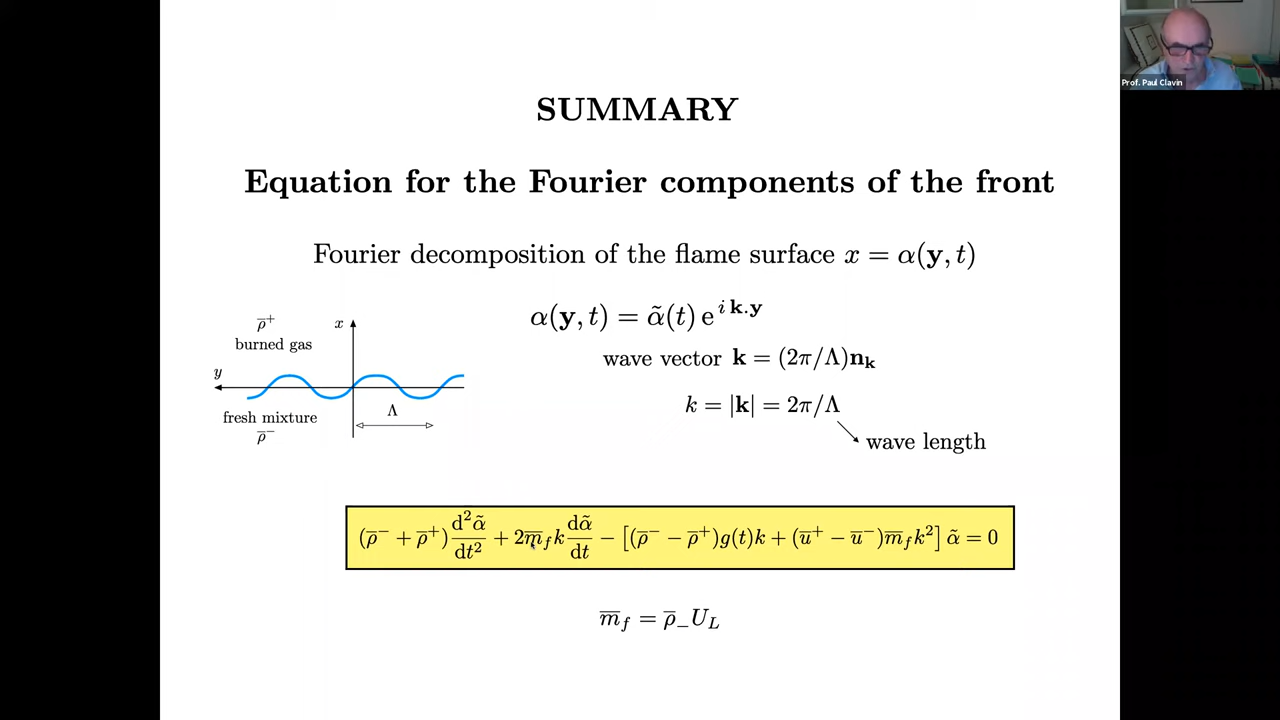 Prof. Paul Clavin
SUMMARY
Equation for the Fourier components of the front
Fourier decomposition of the flame surface x = α(𝐲, t)
α(𝐲, t) = α̃(t) e^{i 𝐤.𝐲}
wave vector 𝐤 = (2π/Λ)𝐧_𝐤
k = |𝐤| = 2π/Λ
wave length
ρ̅⁺
burned gas
x
y
fresh mixture
ρ̅⁻
Λ
(ρ̅⁻ + ρ̅⁺) d²α̃/dt² + 2m̅_f k dα̃/dt − [(ρ̅⁻ − ρ̅⁺)g(t)k + (u̅⁺ − u̅⁻)m̅_f k²] α̃ = 0
m̅_f = ρ̅₋U_L